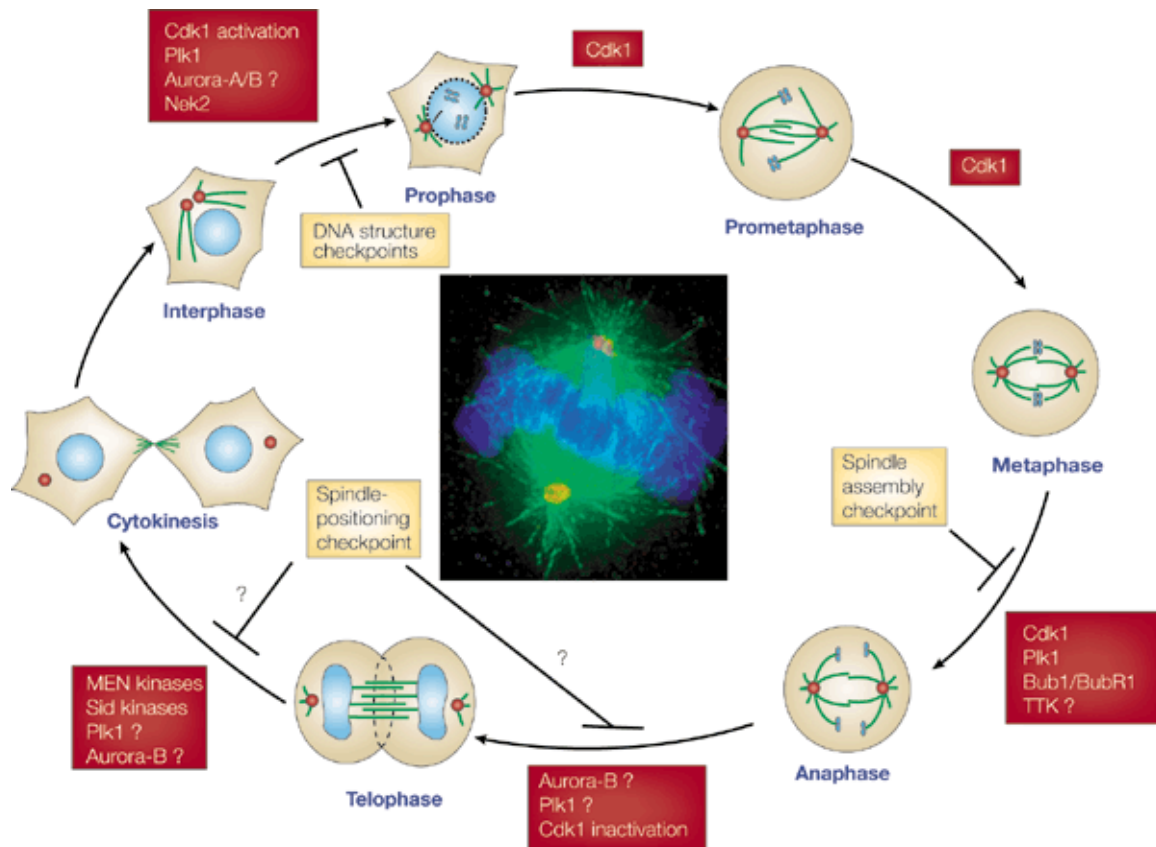 Cdk1 activation
Plk1
Aurora-A/B ?
Nek2
Cdk1
Prophase
Prometaphase
Cdk1
DNA structure
checkpoints
Interphase
Metaphase
Spindle
assembly
checkpoint
Spindle-
positioning
checkpoint
Cytokinesis
?
?
Cdk1
Plk1
Bub1/BubR1
TTK ?
MEN kinases
Sid kinases
Plk1 ?
Aurora-B ?
Telophase
Anaphase
Aurora-B ?
Plk1 ?
Cdk1 inactivation